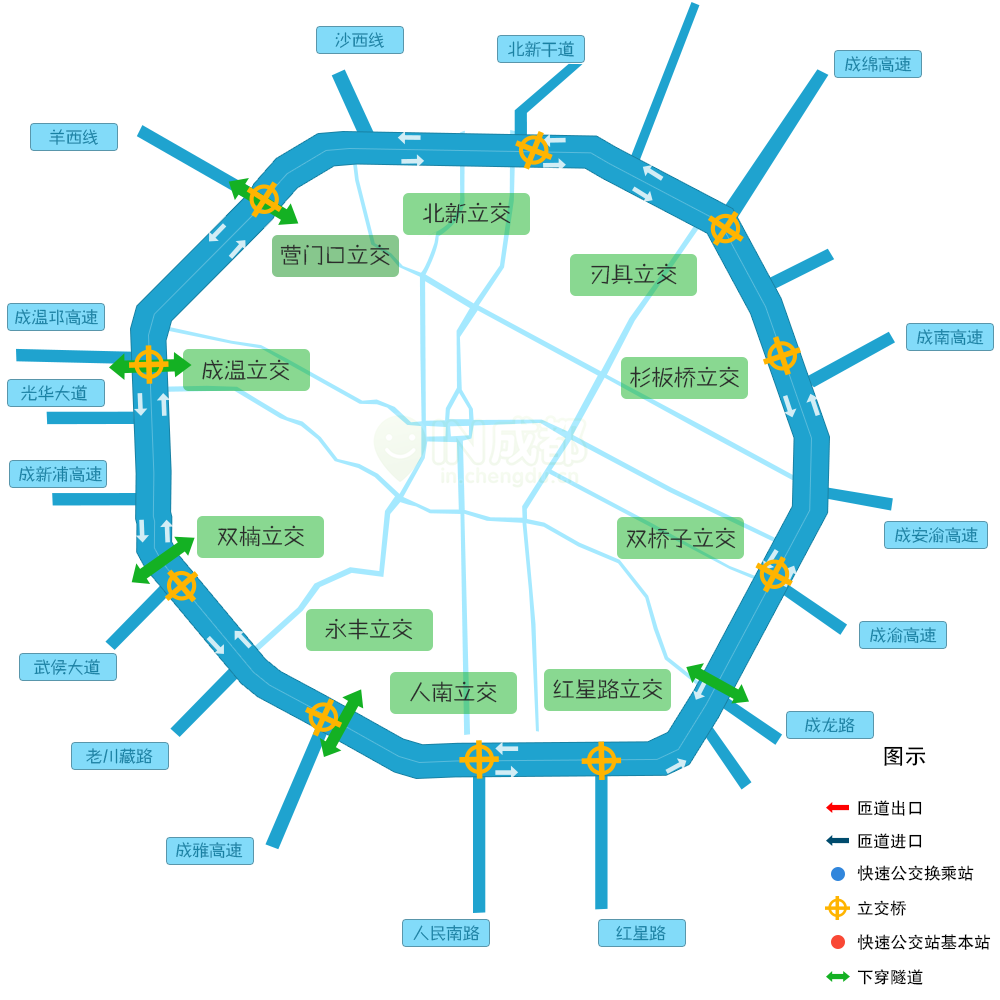 沙西线
北新干道
成绵高速
羊西线
北新立交
营门口立交
刃具立交
成温邛高速
成南高速
成温立交
杉板桥立交
光华大道
iN成都
in.chengdu.cn
成新浦高速
双楠立交
双桥子立交
成安渝高速
永丰立交
成渝高速
武侯大道
人南立交
红星路立交
成龙路
老川藏路
图示
匝道出口
成雅高速
匝道进口
快速公交换乘站
立交桥
人民南路
红星路
快速公交站基本站
下穿隧道